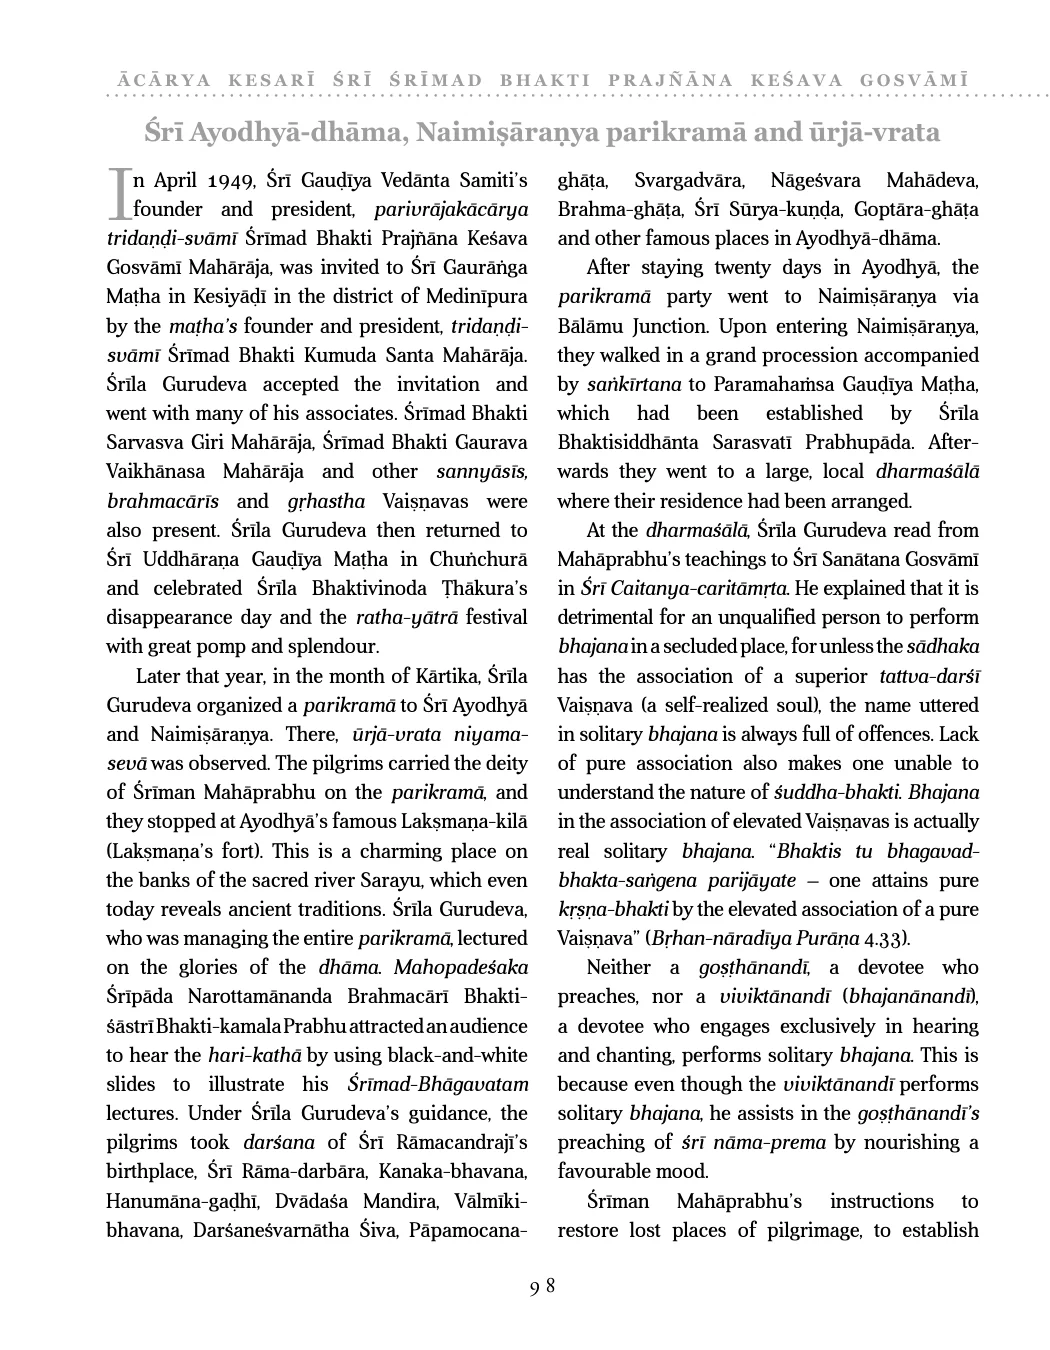 ĀCĀRYA KESARĪ ŚRĪ ŚRĪMAD BHAKTI PRAJÑĀNA KEŚAVA GOSVĀMĪ
Śrī Ayodhyā-dhāma, Naimiṣāraṇya parikramā and ūrjā-vrata
In April 1949, Śrī Gauḍīya Vedānta Samiti’s
founder and president, parivrājakācārya
tridaṇḍi-svāmī Śrīmad Bhakti Prajñāna Keśava
Gosvāmī Mahārāja, was invited to Śrī Gaurāṅga
Maṭha in Kesiyāḍī in the district of Medinīpura
by the maṭha’s founder and president, tridaṇḍi-
svāmī Śrīmad Bhakti Kumuda Santa Mahārāja.
Śrīla Gurudeva accepted the invitation and
went with many of his associates. Śrīmad Bhakti
Sarvasva Giri Mahārāja, Śrīmad Bhakti Gaurava
Vaikhānasa Mahārāja and other sannyāsīs,
brahmacārīs and gṛhastha Vaiṣṇavas were
also present. Śrīla Gurudeva then returned to
Śrī Uddhāraṇa Gauḍīya Maṭha in Chuṅchurā
and celebrated Śrīla Bhaktivinoda Ṭhākura’s
disappearance day and the ratha-yātrā festival
with great pomp and splendour.
Later that year, in the month of Kārtika, Śrīla
Gurudeva organized a parikramā to Śrī Ayodhyā
and Naimiṣāraṇya. There, ūrjā-vrata niyama-
sevā was observed. The pilgrims carried the deity
of Śrīman Mahāprabhu on the parikramā, and
they stopped at Ayodhyā’s famous Lakṣmaṇa-kilā
(Lakṣmaṇa’s fort). This is a charming place on
the banks of the sacred river Sarayu, which even
today reveals ancient traditions. Śrīla Gurudeva,
who was managing the entire parikramā, lectured
on the glories of the dhāma. Mahopadeśaka
Śrīpāda Narottamānanda Brahmacārī Bhakti-
śāstrī Bhakti-kamala Prabhu attracted an audience
to hear the hari-kathā by using black-and-white
slides to illustrate his Śrīmad-Bhāgavatam
lectures. Under Śrīla Gurudeva’s guidance, the
pilgrims took darśana of Śrī Rāmacandrajī’s
birthplace, Śrī Rāma-darbāra, Kanaka-bhavana,
Hanumāna-gaḍhī, Dvādaśa Mandira, Vālmīki-
bhavana, Darśaneśvarnātha Śiva, Pāpamocana-
ghāṭa, Svargadvāra, Nāgeśvara Mahādeva,
Brahma-ghāṭa, Śrī Sūrya-kuṇḍa, Goptāra-ghāṭa
and other famous places in Ayodhyā-dhāma.
After staying twenty days in Ayodhyā, the
parikramā party went to Naimiṣāraṇya via
Bālāmu Junction. Upon entering Naimiṣāraṇya,
they walked in a grand procession accompanied
by saṅkīrtana to Paramahaṁsa Gauḍīya Maṭha,
which had been established by Śrīla
Bhaktisiddhānta Sarasvatī Prabhupāda. After-
wards they went to a large, local dharmaśālā
where their residence had been arranged.
At the dharmaśālā, Śrīla Gurudeva read from
Mahāprabhu’s teachings to Śrī Sanātana Gosvāmī
in Śrī Caitanya-caritāmṛta. He explained that it is
detrimental for an unqualified person to perform
bhajana in a secluded place, for unless the sādhaka
has the association of a superior tattva-darśī
Vaiṣṇava (a self-realized soul), the name uttered
in solitary bhajana is always full of offences. Lack
of pure association also makes one unable to
understand the nature of śuddha-bhakti. Bhajana
in the association of elevated Vaiṣṇavas is actually
real solitary bhajana. “Bhaktis tu bhagavad-
bhakta-saṅgena parijāyate – one attains pure
kṛṣṇa-bhakti by the elevated association of a pure
Vaiṣṇava” (Bṛhan-nāradīya Purāṇa 4.33).
Neither a goṣṭhānandī, a devotee who
preaches, nor a viviktānandī (bhajanānandī),
a devotee who engages exclusively in hearing
and chanting, performs solitary bhajana. This is
because even though the viviktānandī performs
solitary bhajana, he assists in the goṣṭhānandī’s
preaching of śrī nāma-prema by nourishing a
favourable mood.
Śrīman Mahāprabhu’s instructions to
restore lost places of pilgrimage, to establish
98